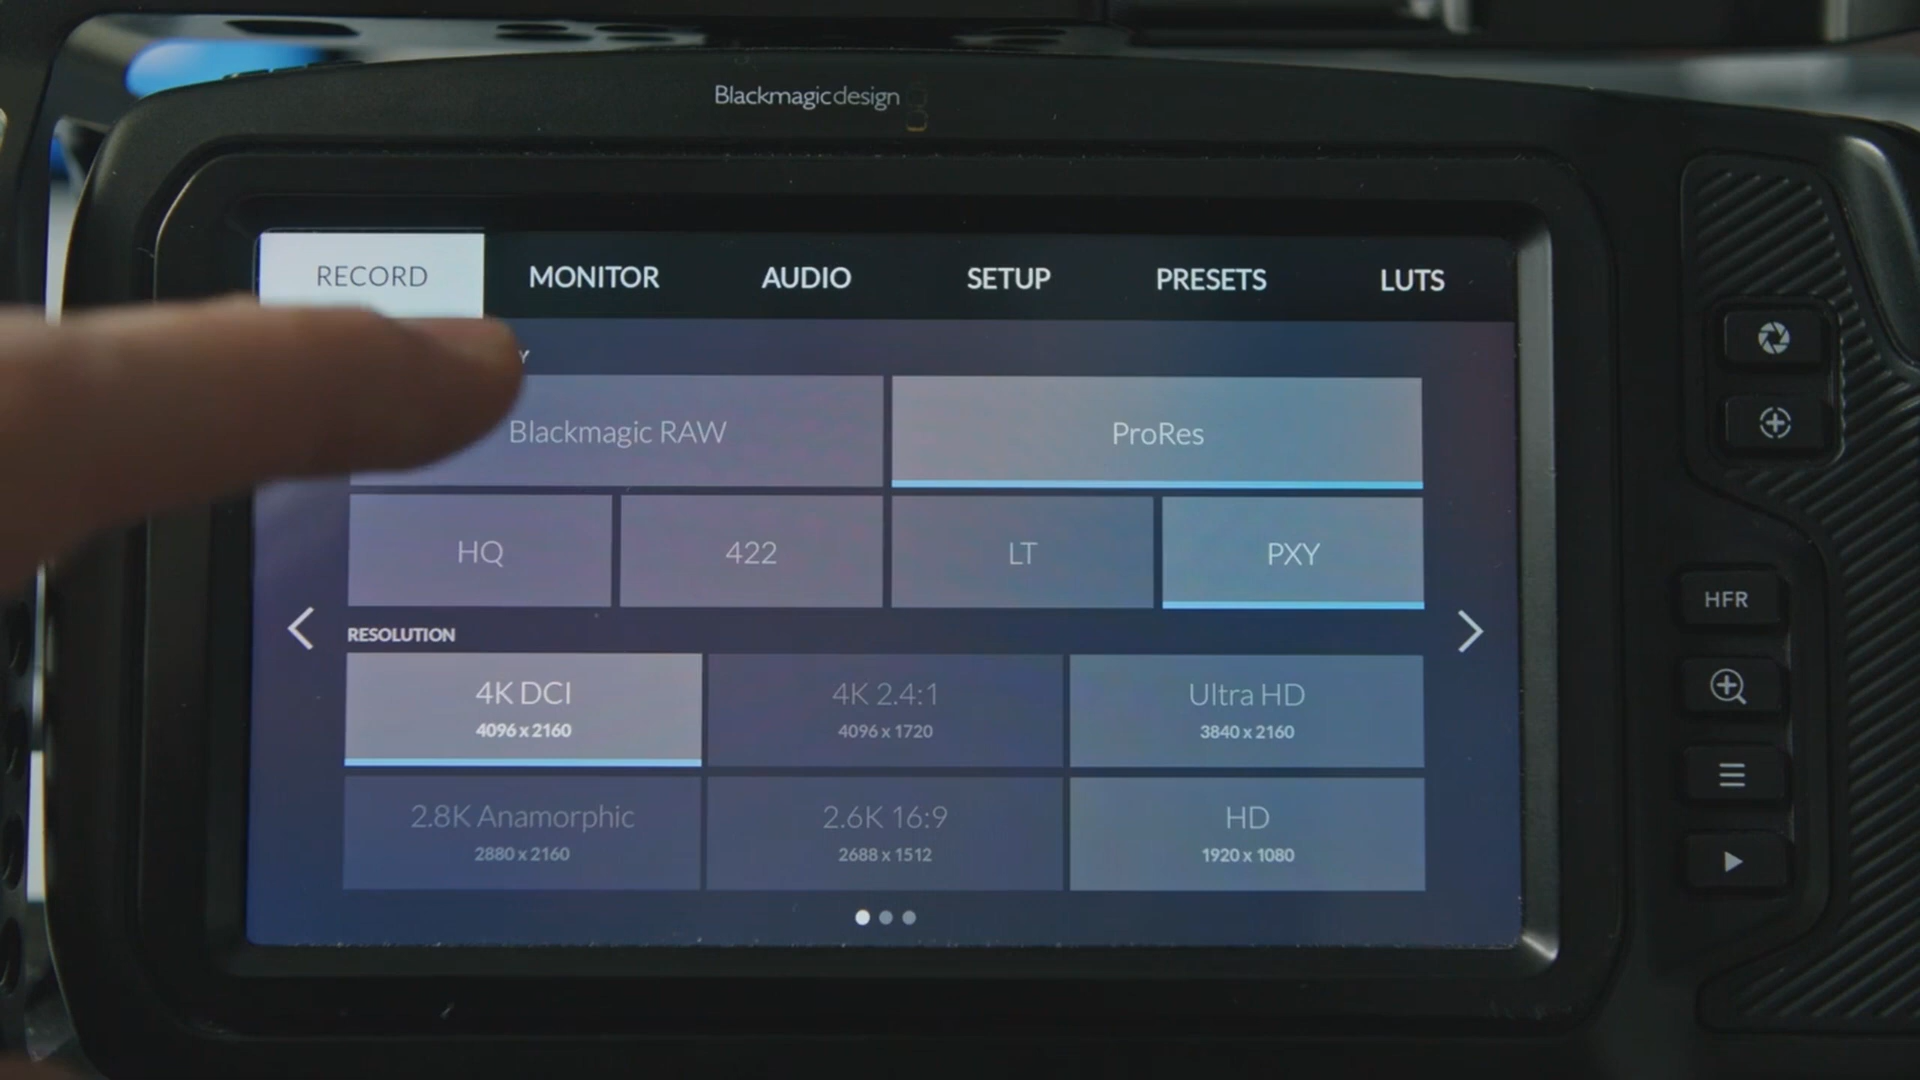 Blackmagicdesign
RECORD MONITOR AUDIO SETUP PRESETS LUTS
Blackmagic RAW ProRes
HQ 422 LT PXY
HFR
RESOLUTION
4K DCI 4K 2.4:1 Ultra HD
4096 x 2160 4096 x 1720 3840 x 2160
2.8K Anamorphic 2.6K 16:9 HD
2880 x 2160 2688 x 1512 1920 x 1080